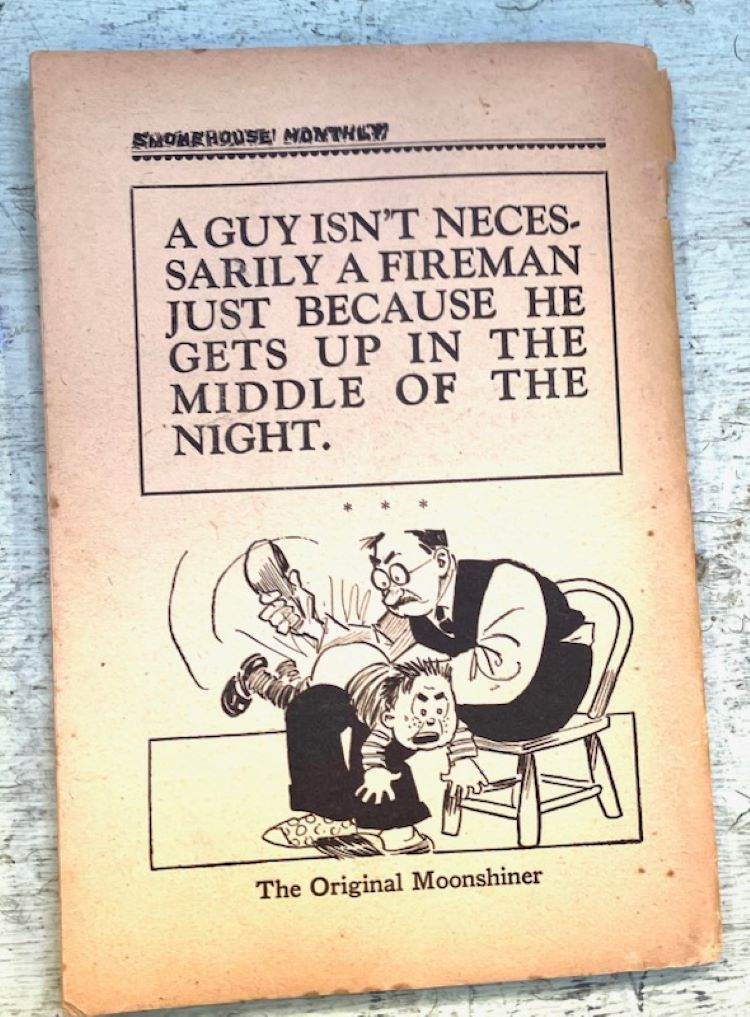 SMOKEHOUSE MONTHLY
A GUY ISN'T NECES-
SARILY A FIREMAN
JUST BECAUSE HE
GETS UP IN THE
MIDDLE OF THE
NIGHT.
* * *
The Original Moonshiner